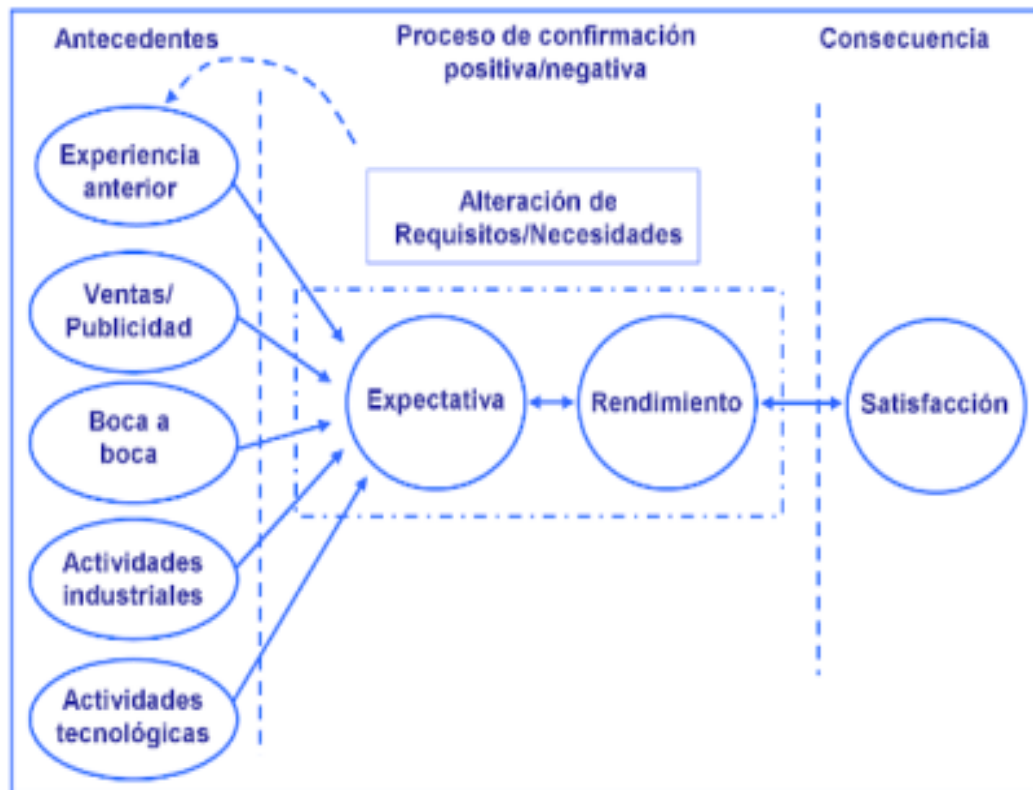 Antecedentes
Proceso de confirmación
positiva/negativa
Consecuencia
Experiencia
anterior
Alteración de
Requisitos/Necesidades
Ventas/
Publicidad
Expectativa
Rendimiento
Satisfacción
Boca a
boca
Actividades
industriales
Actividades
tecnológicas